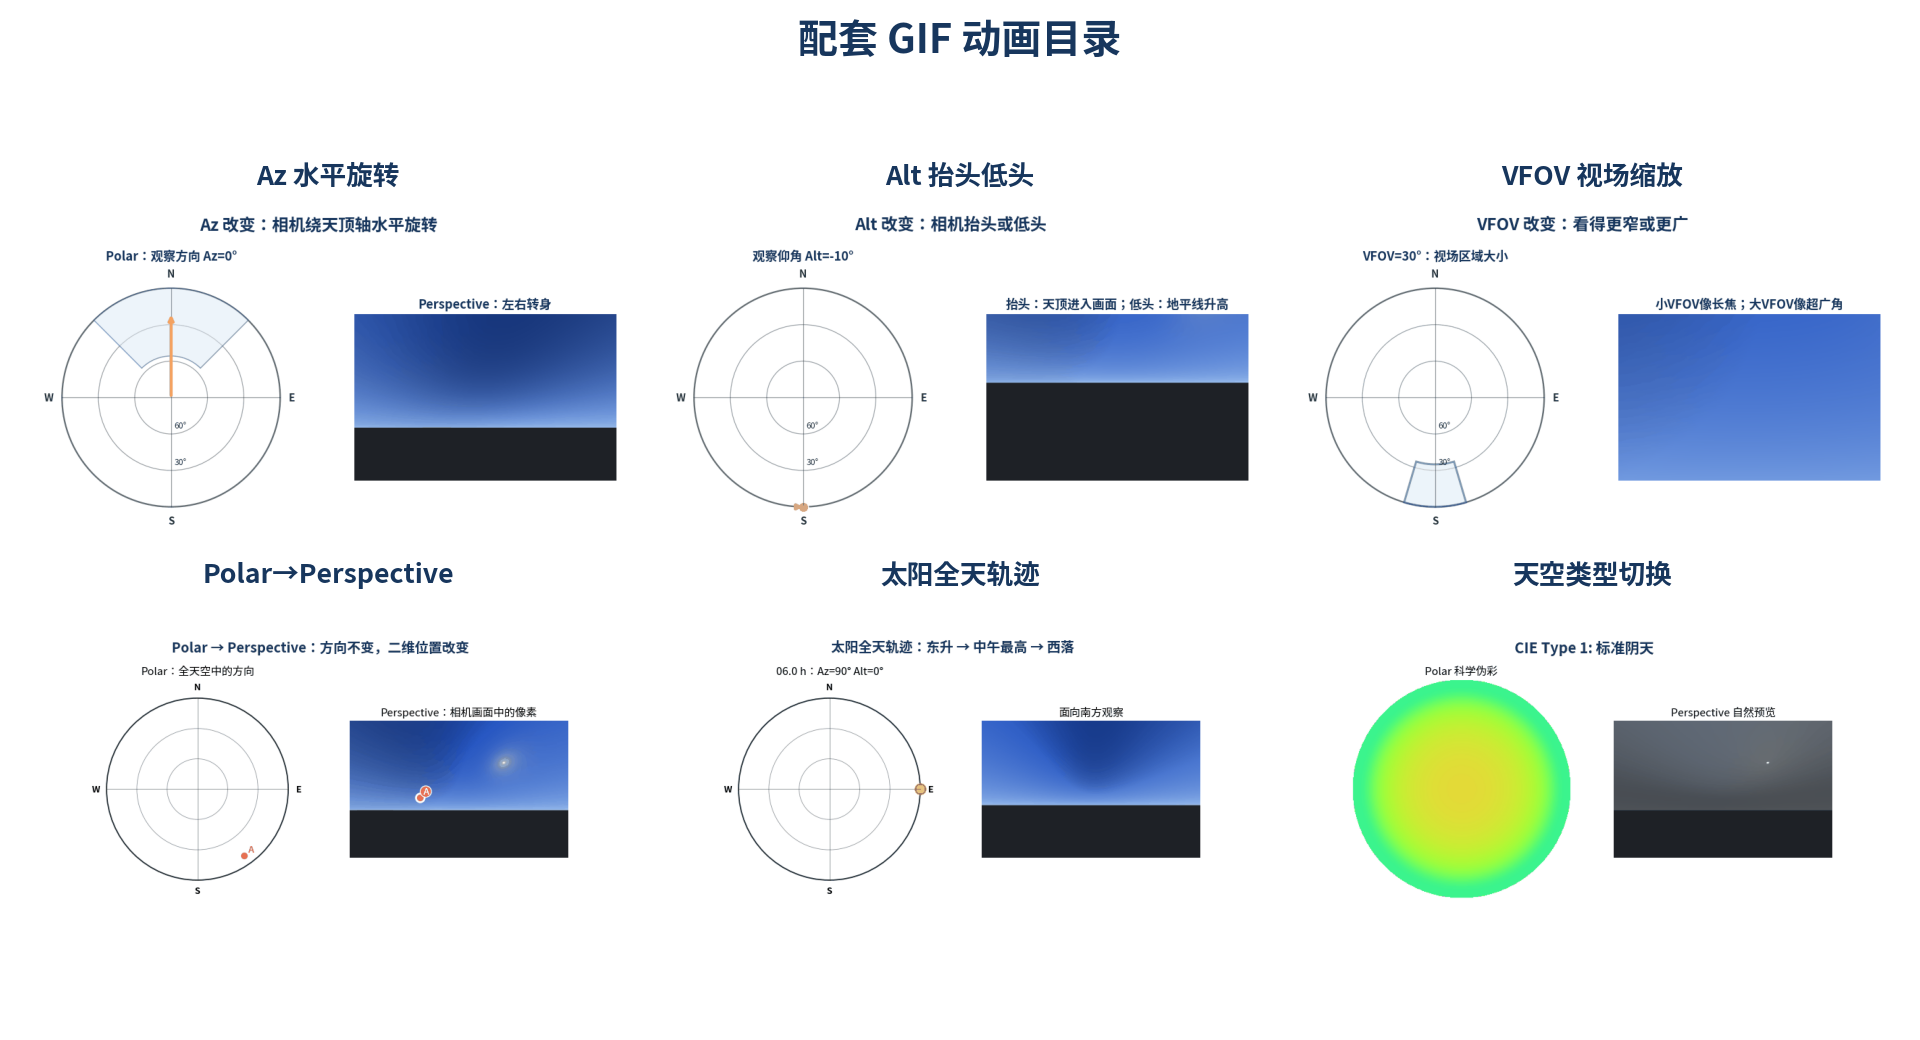 配套 GIF 动画目录
Az 水平旋转
Az 改变：相机绕天顶轴水平旋转
Polar：观察方向 Az=0°
N
W
E
60°
30°
S
Perspective：左右转身
Alt 抬头低头
Alt 改变：相机抬头或低头
观察仰角 Alt=-10°
N
W
E
60°
30°
S
抬头：天顶进入画面；低头：地平线升高
VFOV 视场缩放
VFOV 改变：看得更窄或更广
VFOV=30°：视场区域大小
N
W
E
60°
30°
S
小VFOV像长焦；大VFOV像超广角
Polar→Perspective
Polar → Perspective：方向不变，二维位置改变
Polar：全天空中的方向
N
W
E
A
S
Perspective：相机画面中的像素
A
太阳全天轨迹
太阳全天轨迹：东升 → 中午最高 → 西落
06.0 h：Az=90° Alt=0°
N
W
E
S
面向南方观察
天空类型切换
CIE Type 1: 标准阴天
Polar 科学伪彩
Perspective 自然预览